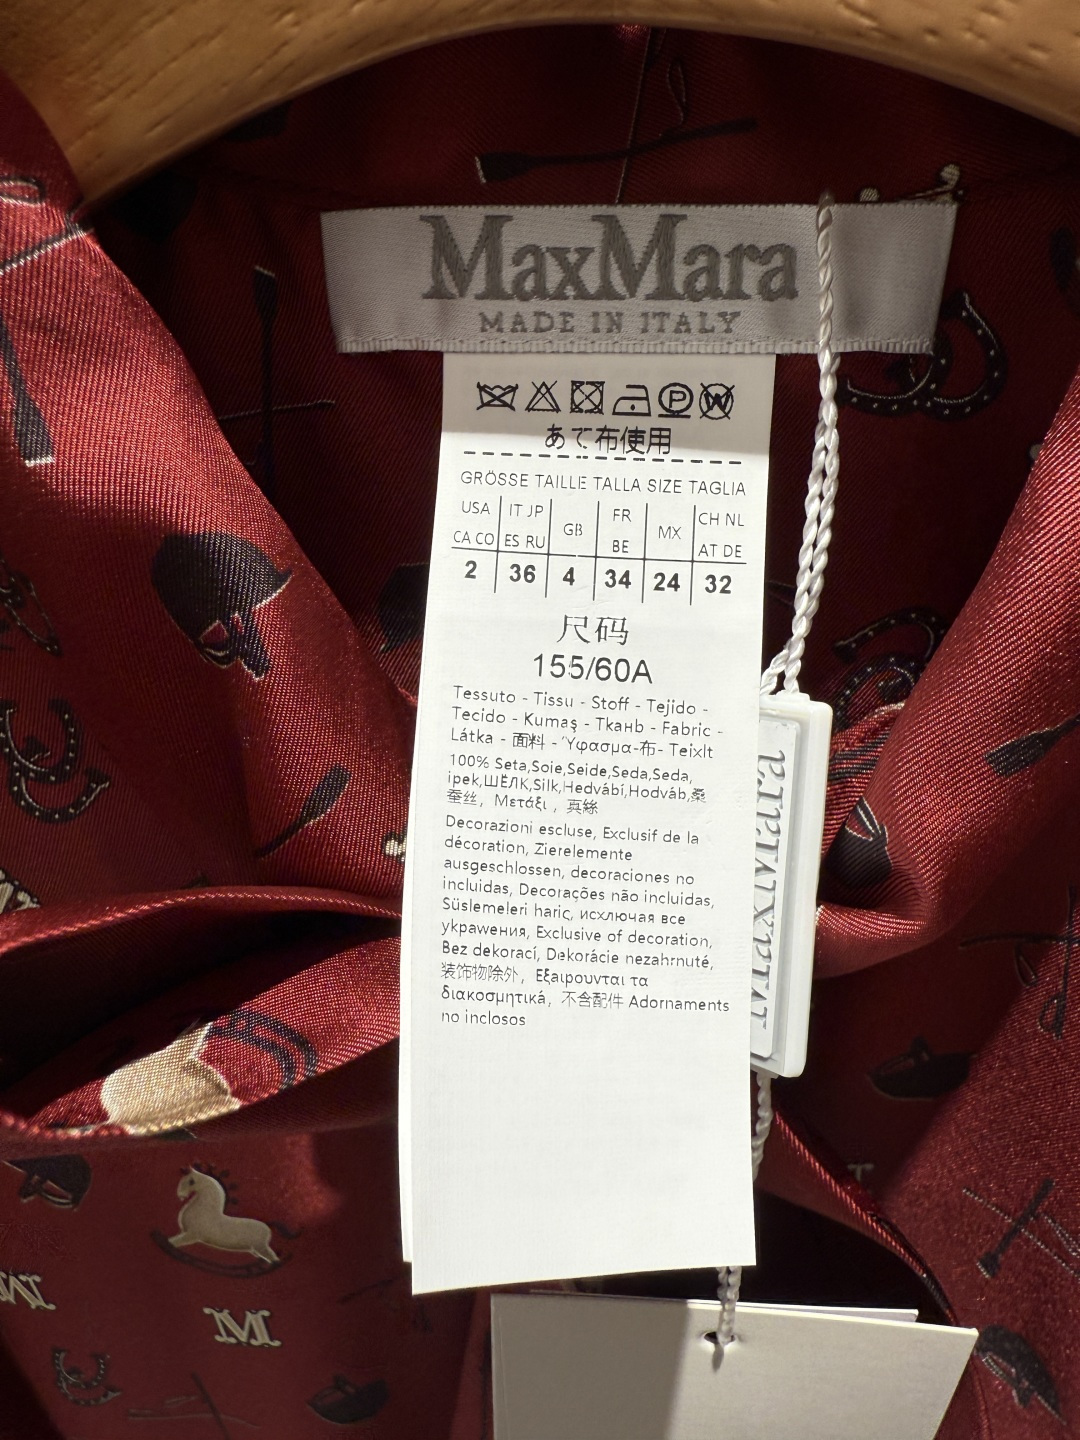 MaxMara
MADE IN ITALY
P W
あて布使用
GRÖSSE TAILLE TALLA SIZE TAGLIA
USA CA CO | IT JP ES RU | GB | FR BE | MX | CH NL AT DE
2 | 36 | 4 | 34 | 24 | 32
尺码
155/60A
Tessuto - Tissu - Stoff - Tejido -
Tecido - Kumaş - Ткань - Fabric -
Látka - 面料 - Ύφασμα-布- Teixlt
100% Seta,Soie,Seide,Seda,Seda,
ipek,ШЁЛК,Silk,Hedvábí,Hodváb,桑
蚕丝, Μετάξι , 真絲
Decorazioni escluse, Exclusif de la
décoration, Zierelemente
ausgeschlossen, decoraciones no
incluidas, Decorações não incluidas,
Süslemeleri haric, исключая все
украшения, Exclusive of decoration,
Bez dekorací, Dekorácie nezahrnuté,
装饰物除外, Εξαιρουνται τα
διακοσμητικά, 不含配件 Adornaments
no inclosos
MaxMara
M
M